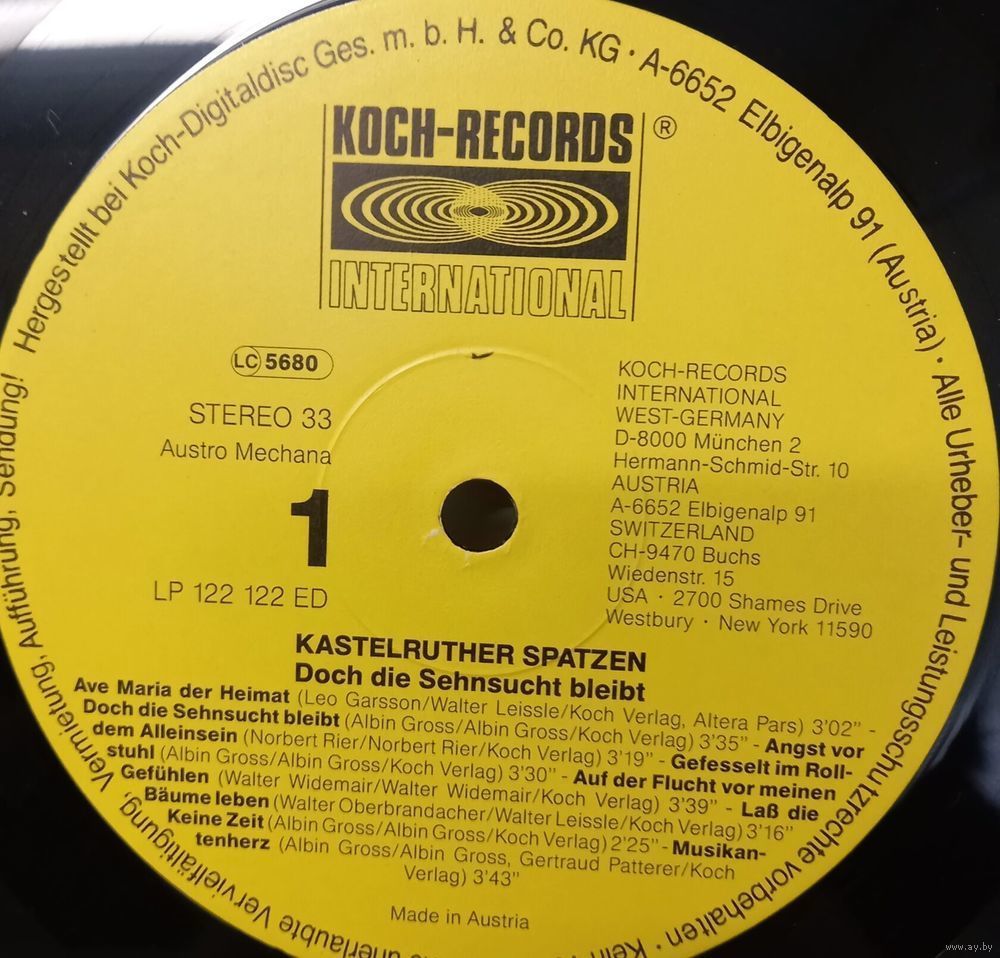 Hergestellt bei Koch-Digitaldisc Ges. m. b. H. & Co. KG · A-6652 Elbigenalp 91 (Austria) · Alle Urheber- und Leistungsschutzrechte vorbehalten · Kein
unerlaubte Vervielfältigung, Vermietung, Aufführung, Sendung!
KOCH-RECORDS ®
INTERNATIONAL
LC 5680
STEREO 33
Austro Mechana
1
LP 122 122 ED
KOCH-RECORDS
INTERNATIONAL
WEST-GERMANY
D-8000 München 2
Hermann-Schmid-Str. 10
AUSTRIA
A-6652 Elbigenalp 91
SWITZERLAND
CH-9470 Buchs
Wiedenstr. 15
USA · 2700 Shames Drive
Westbury · New York 11590
KASTELRUTHER SPATZEN
Doch die Sehnsucht bleibt
Ave Maria der Heimat (Leo Garsson/Walter Leissle/Koch Verlag, Altera Pars) 3'02" -
Doch die Sehnsucht bleibt (Albin Gross/Albin Gross/Koch Verlag) 3'35" - Angst vor
dem Alleinsein (Norbert Rier/Norbert Rier/Koch Verlag) 3'19" - Gefesselt im Roll-
stuhl (Albin Gross/Albin Gross/Koch Verlag) 3'30" - Auf der Flucht vor meinen
Gefühlen (Walter Widemair/Walter Widemair/Koch Verlag) 3'39" - Laß die
Bäume leben (Walter Oberbrandacher/Walter Leissle/Koch Verlag) 3'16"
Keine Zeit (Albin Gross/Albin Gross/Koch Verlag) 2'25" - Musikan-
tenherz (Albin Gross/Albin Gross, Gertraud Patterer/Koch
Verlag) 3'43"
Made in Austria
www.ay.by